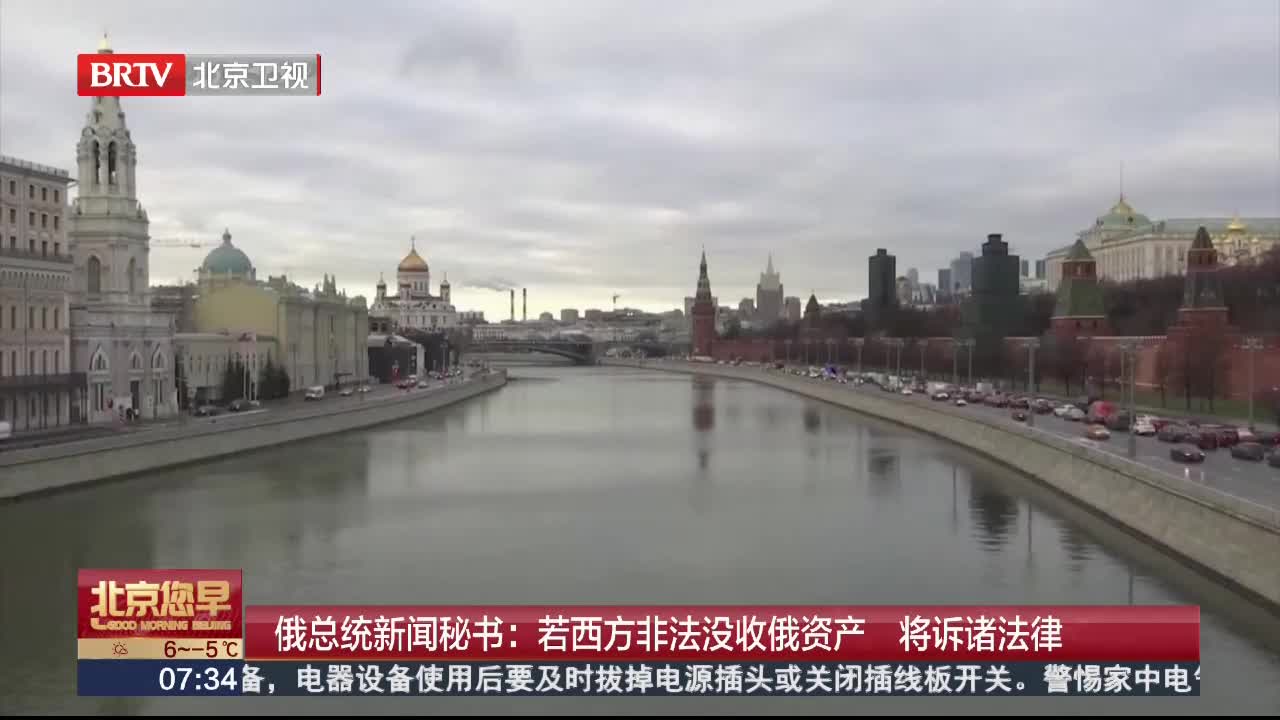 BRTV 北京卫视
北京您早
GOOD MORNING BEIJING
6~-5℃
俄总统新闻秘书：若西方非法没收俄资产 将诉诸法律
07:34 备，电器设备使用后要及时拔掉电源插头或关闭插线板开关。警惕家中电